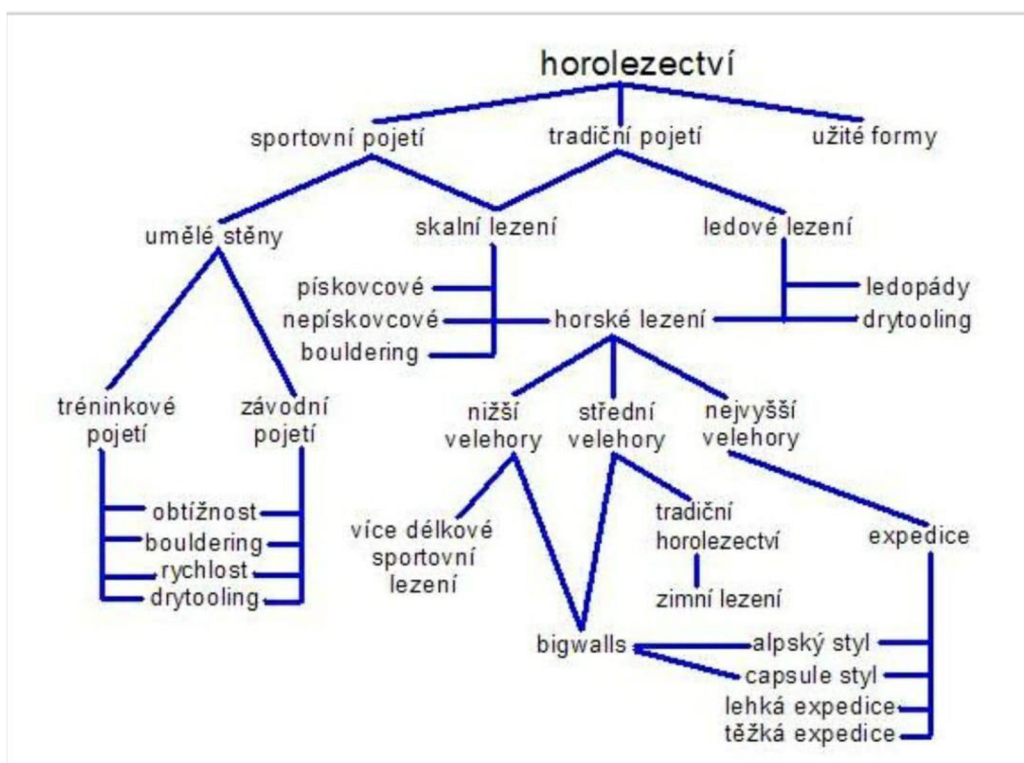 horolezectví
sportovní pojetí
tradiční pojetí
užité formy
umělé stěny
skalní lezení
ledové lezení
pískovcové
nepískovcové
bouldering
horské lezení
ledopády
drytooling
tréninkové
pojetí
závodní
pojetí
nižší
velehory
střední
velehory
nejvyšší
velehory
obtížnost
bouldering
rychlost
drytooling
více délkové
sportovní
lezení
tradiční
horolezectví
zimní lezení
expedice
bigwalls
alpský styl
capsule styl
lehká expedice
těžká expedice